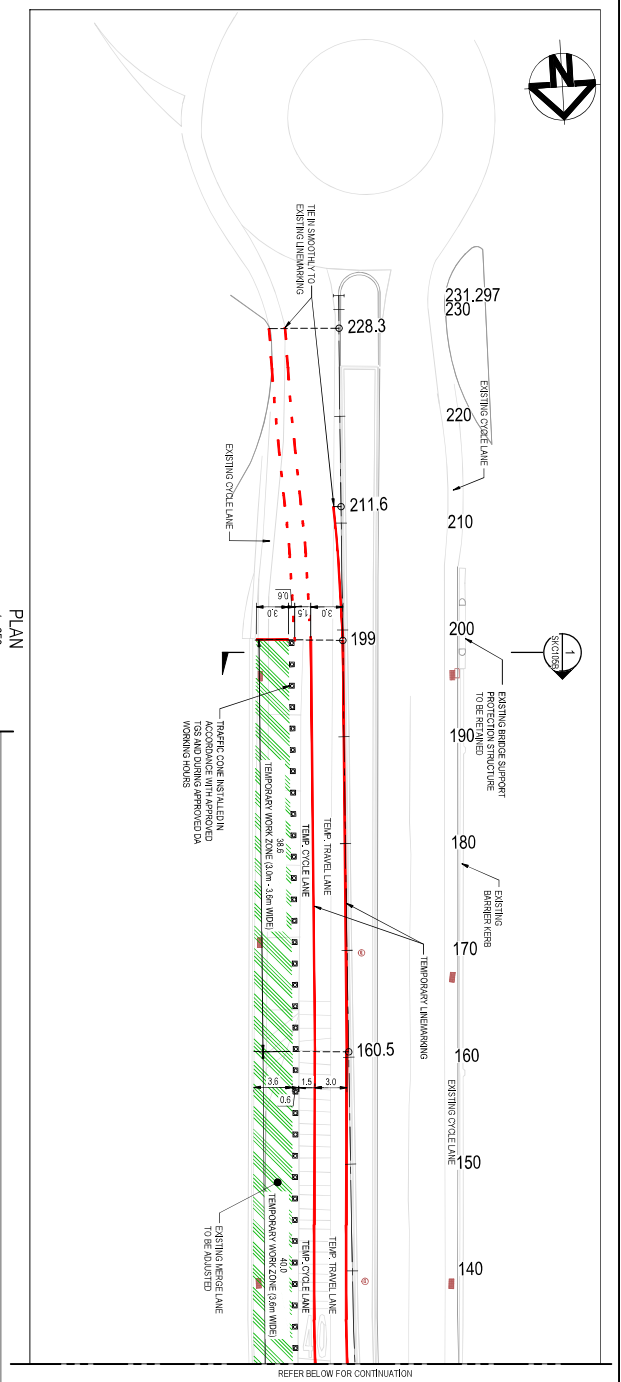 N
TIE IN SMOOTHLY TO
EXISTING LINEMARKING
231.297
230
228.3
EXISTING CYCLE LANE
220
EXISTING CYCLE LANE
211.6
210
3.0
0.6
1.5
3.0
200
199
1
SKC105B
EXISTING BRIDGE SUPPORT
PROTECTION STRUCTURE
TO BE RETAINED
190
TRAFFIC CONE INSTALLED IN
ACCORDANCE WITH APPROVED
TGS AND DURING APPROVED DA
WORKING HOURS
38.6
TEMPORARY WORK ZONE (3.0m - 3.6m WIDE)
TEMP. CYCLE LANE
TEMP. TRAVEL LANE
180
EXISTING
BARRIER KERB
170
TEMPORARY LINEMARKING
160.5
160
3.6
0.6
1.5
3.0
EXISTING CYCLE LANE
150
EXISTING MERGE LANE
TO BE ADJUSTED
40.0
TEMPORARY WORK ZONE (3.6m WIDE)
TEMP. CYCLE LANE
TEMP. TRAVEL LANE
140
REFER BELOW FOR CONTINUATION
PLAN